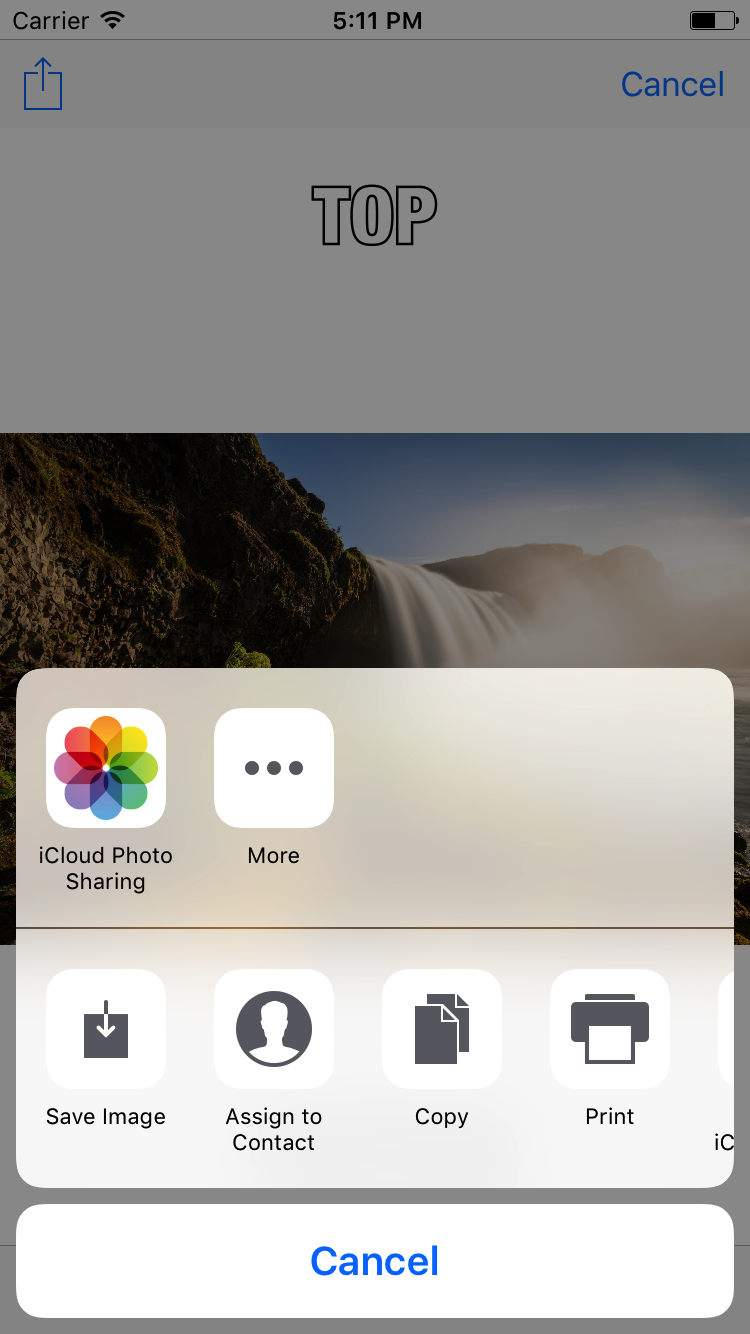 Carrier 5:11 PM
Cancel
TOP
iCloud Photo
Sharing
More
Save Image
Assign to
Contact
Copy
Print
iC
Cancel